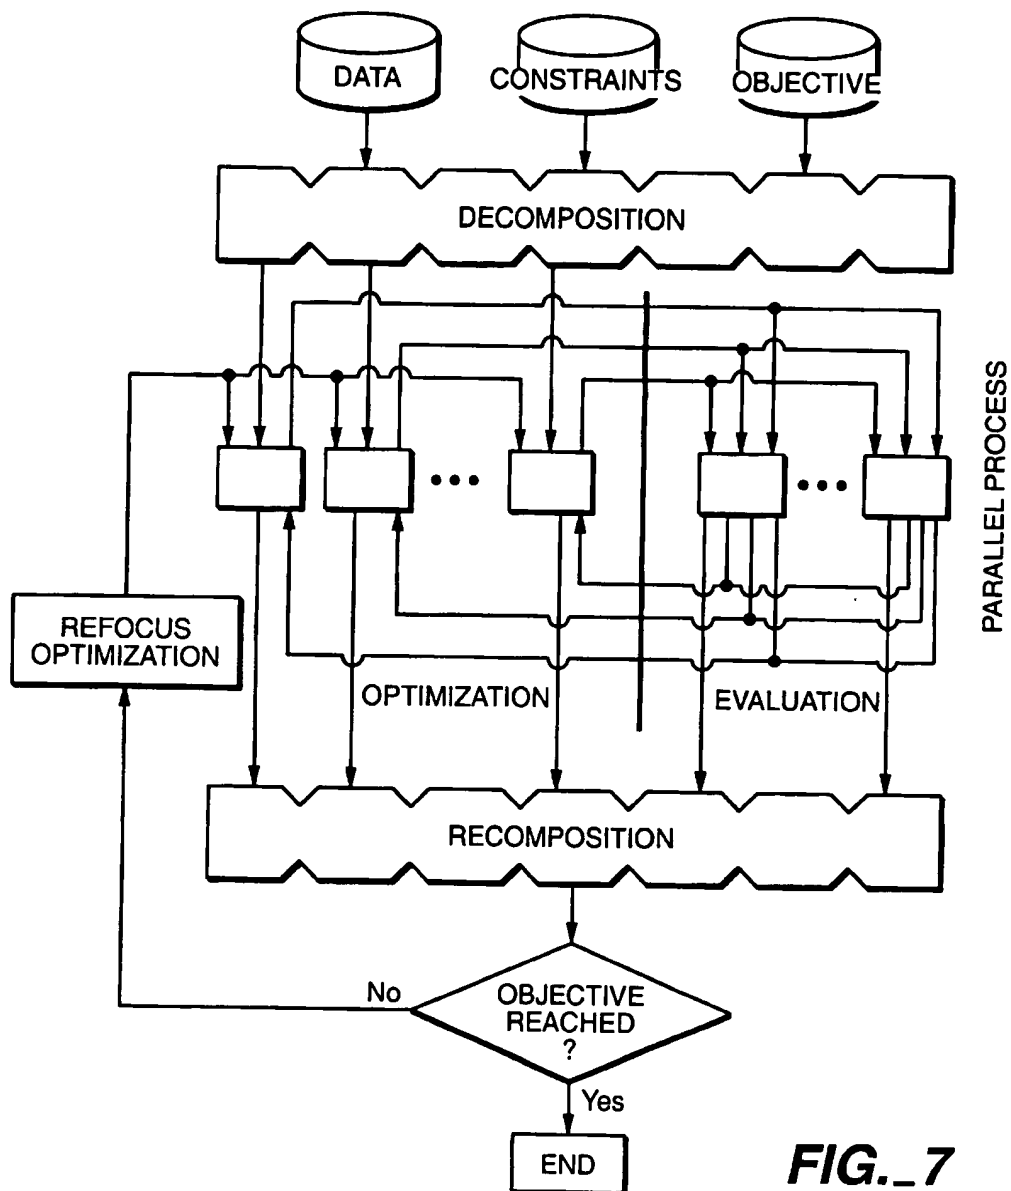 DATA
CONSTRAINTS
OBJECTIVE
DECOMPOSITION
PARALLEL PROCESS
REFOCUS
OPTIMIZATION
OPTIMIZATION
EVALUATION
RECOMPOSITION
No
OBJECTIVE
REACHED
?
Yes
END
FIG._7